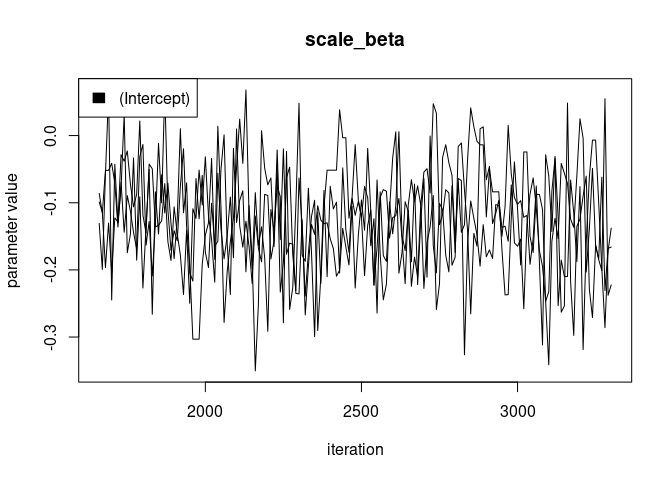 scale_beta
(Intercept)
0.0
-0.1
-0.2
-0.3
parameter value
2000 2500 3000
iteration